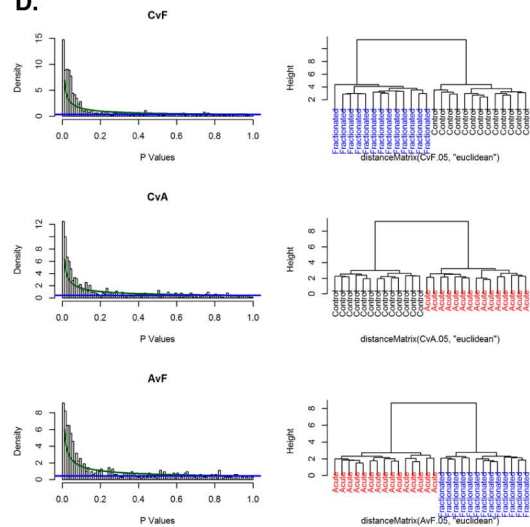 D.
CvF
Density
15
10
5
0
0.0 0.2 0.4 0.6 0.8 1.0
P Values
Height
8
6
4
2
Fractionated Fractionated Fractionated Fractionated Fractionated Fractionated Fractionated Fractionated Fractionated Fractionated Fractionated Control Control Control Control Control Control Control Control Control Control Control
distanceMatrix(CvF.05, "euclidean")
CvA
Density
12
8
6
4
2
0
0.0 0.2 0.4 0.6 0.8 1.0
P Values
Height
8
6
4
2
0
Control Control Control Control Control Control Control Control Control Control Control Acute Acute Acute Acute Acute Acute Acute Acute Acute Acute
distanceMatrix(CvA.05, "euclidean")
AvF
Density
8
6
4
2
0
0.0 0.2 0.4 0.6 0.8 1.0
P Values
Height
8
6
4
2
0
Acute Acute Acute Acute Acute Acute Acute Acute Acute Acute Fractionated Fractionated Fractionated Fractionated Fractionated Fractionated Fractionated Fractionated Fractionated Fractionated Fractionated
distanceMatrix(AvF.05, "euclidean")